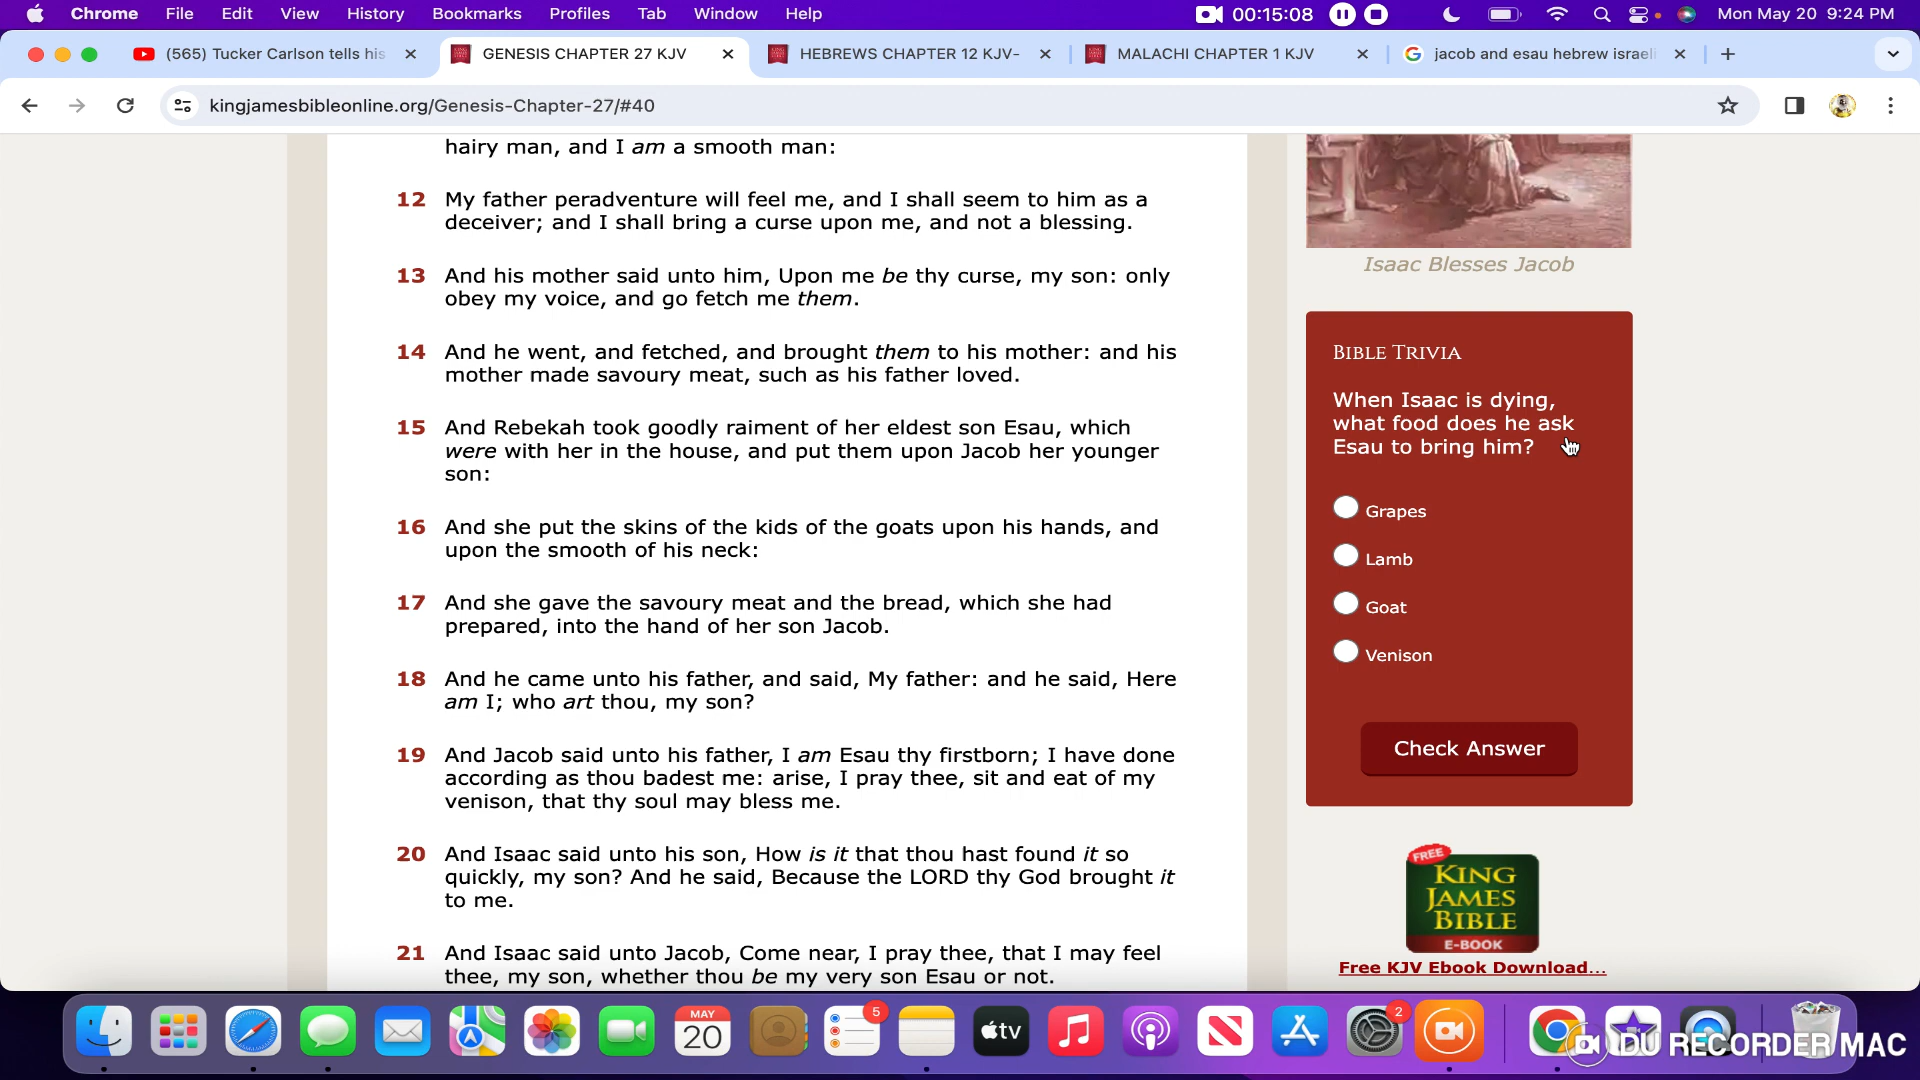 Chrome File Edit View History Bookmarks Profiles Tab Window Help 00:15:08 Mon May 20 9:24 PM
(565) Tucker Carlson tells his GENESIS CHAPTER 27 KJV HEBREWS CHAPTER 12 KJV- MALACHI CHAPTER 1 KJV jacob and esau hebrew israeli
kingjamesbibleonline.org/Genesis-Chapter-27/#40
hairy man, and I am a smooth man:
12 My father peradventure will feel me, and I shall seem to him as a
deceiver; and I shall bring a curse upon me, and not a blessing.
13 And his mother said unto him, Upon me be thy curse, my son: only
obey my voice, and go fetch me them.
14 And he went, and fetched, and brought them to his mother: and his
mother made savoury meat, such as his father loved.
15 And Rebekah took goodly raiment of her eldest son Esau, which
were with her in the house, and put them upon Jacob her younger
son:
16 And she put the skins of the kids of the goats upon his hands, and
upon the smooth of his neck:
17 And she gave the savoury meat and the bread, which she had
prepared, into the hand of her son Jacob.
18 And he came unto his father, and said, My father: and he said, Here
am I; who art thou, my son?
19 And Jacob said unto his father, I am Esau thy firstborn; I have done
according as thou badest me: arise, I pray thee, sit and eat of my
venison, that thy soul may bless me.
20 And Isaac said unto his son, How is it that thou hast found it so
quickly, my son? And he said, Because the LORD thy God brought it
to me.
21 And Isaac said unto Jacob, Come near, I pray thee, that I may feel
thee, my son, whether thou be my very son Esau or not.
Isaac Blesses Jacob
BIBLE TRIVIA
When Isaac is dying,
what food does he ask
Esau to bring him?
Grapes
Lamb
Goat
Venison
Check Answer
FREE
KING
JAMES
BIBLE
E-BOOK
Free KJV Ebook Download...
MAY
20
5
tv
2
DU RECORDER MAC